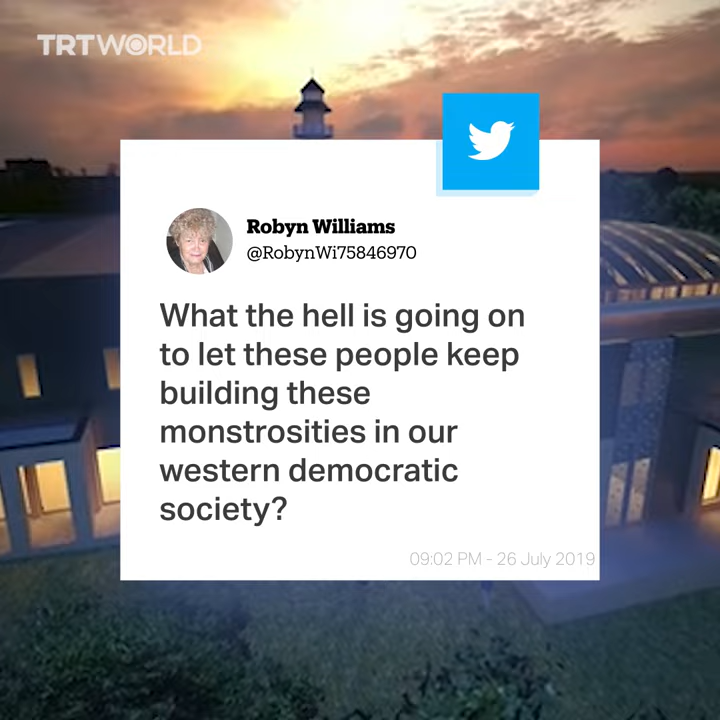 TRTWORLD
Robyn Williams
@RobynWi75846970
What the hell is going on
to let these people keep
building these
monstrosities in our
western democratic
society?
09:02 PM - 26 July 2019